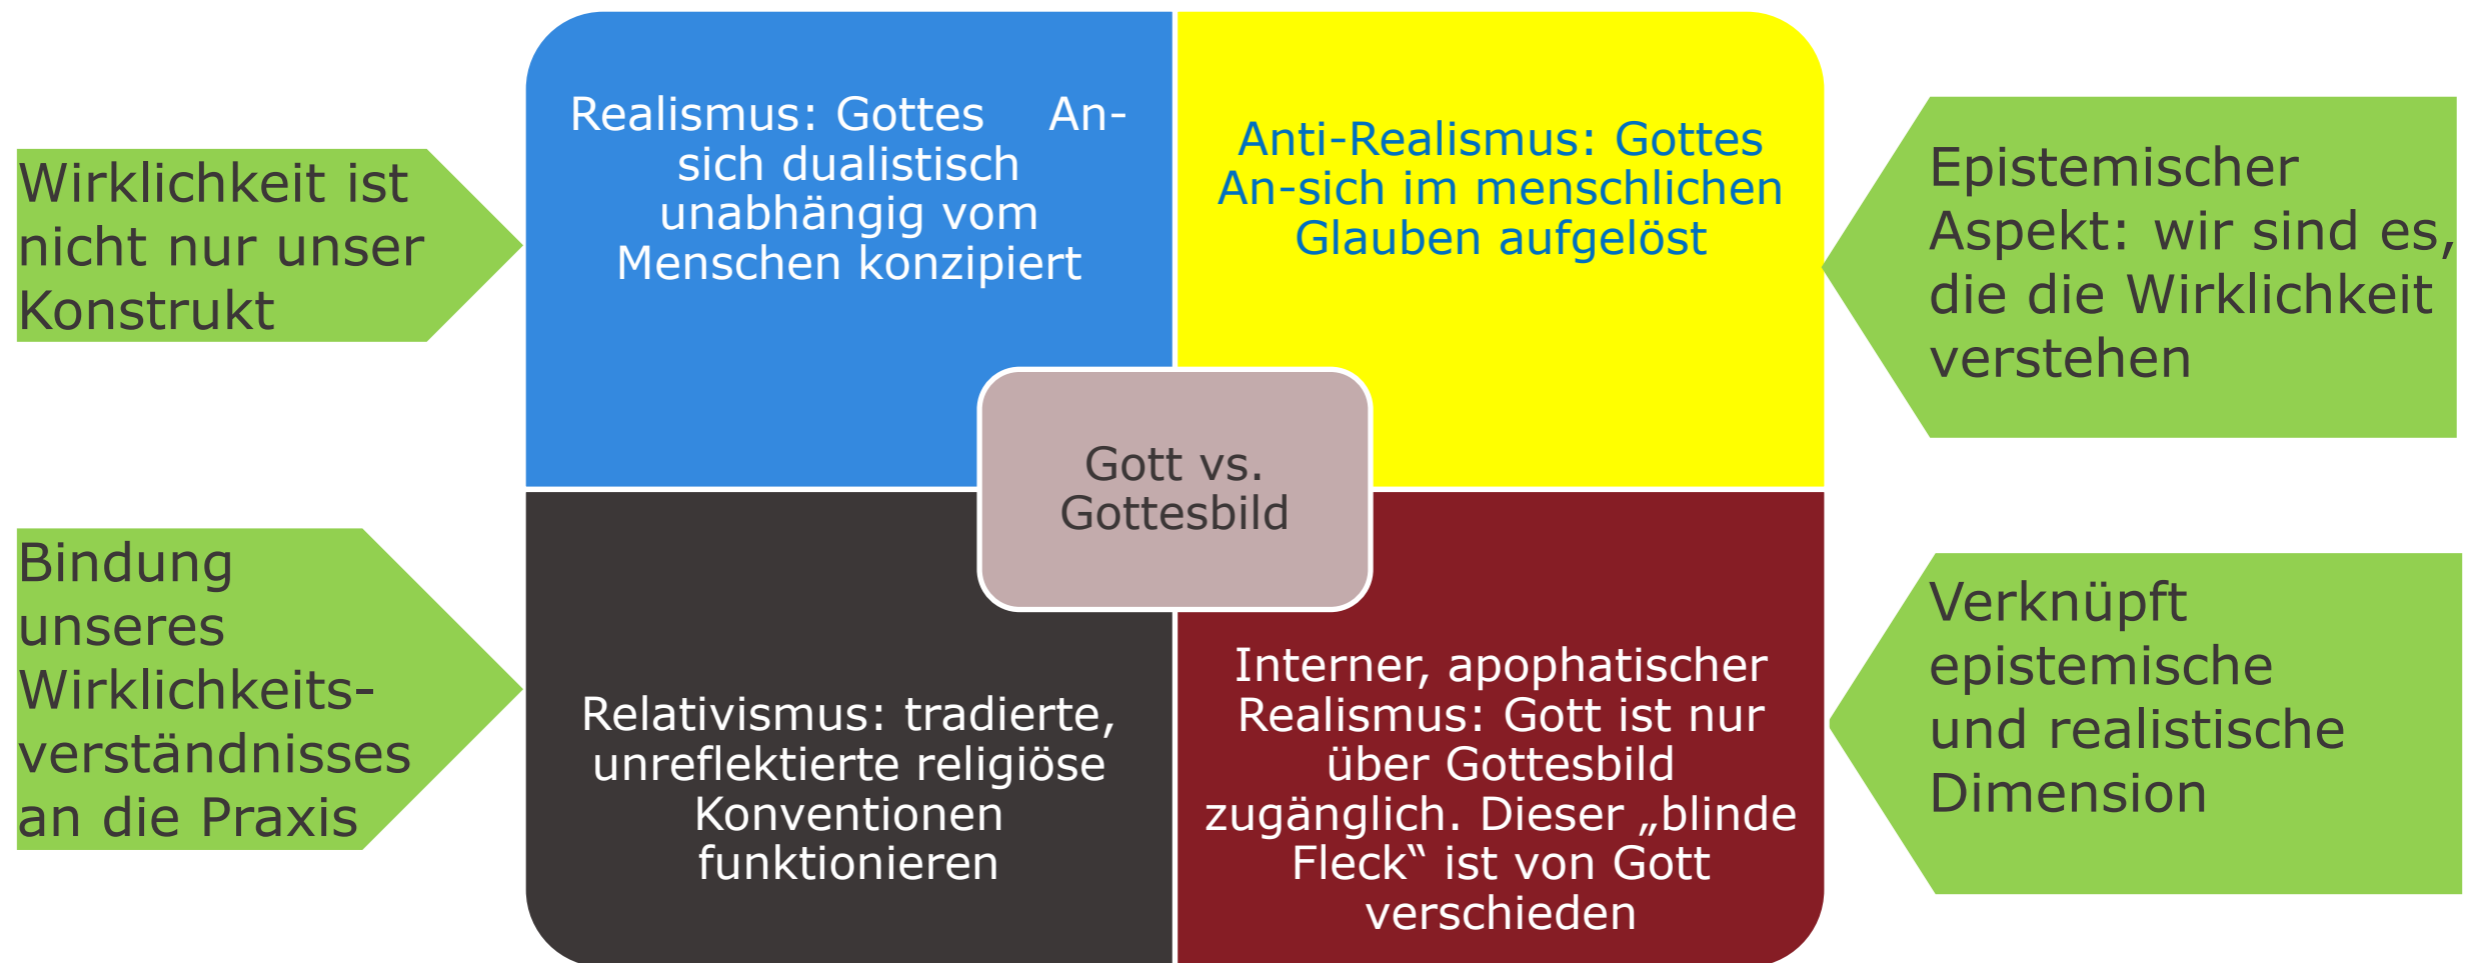 Wirklichkeit ist
nicht nur unser
Konstrukt
Realismus: Gottes An-
sich dualistisch
unabhängig vom
Menschen konzipiert
Anti-Realismus: Gottes
An-sich im menschlichen
Glauben aufgelöst
Epistemischer
Aspekt: wir sind es,
die die Wirklichkeit
verstehen
Gott vs.
Gottesbild
Bindung
unseres
Wirklichkeits-
verständnisses
an die Praxis
Relativismus: tradierte,
unreflektierte religiöse
Konventionen
funktionieren
Interner, apophatischer
Realismus: Gott ist nur
über Gottesbild
zugänglich. Dieser „blinde
Fleck“ ist von Gott
verschieden
Verknüpft
epistemische
und realistische
Dimension